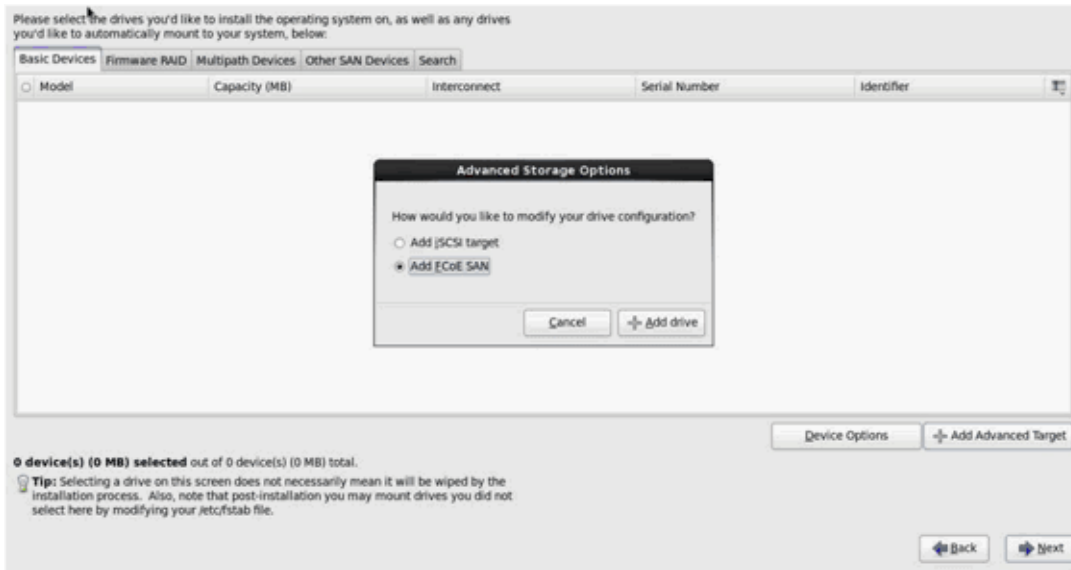 Please select the drives you'd like to install the operating system on, as well as any drives
you'd like to automatically mount to your system, below:
Basic Devices Firmware RAID Multipath Devices Other SAN Devices Search
Model Capacity (MB) Interconnect Serial Number Identifier
Advanced Storage Options
How would you like to modify your drive configuration?
Add iSCSI target
Add FCoE SAN
Cancel Add drive
Device Options Add Advanced Target
0 device(s) (0 MB) selected out of 0 device(s) (0 MB) total.
Tip: Selecting a drive on this screen does not necessarily mean it will be wiped by the
installation process. Also, note that post-installation you may mount drives you did not
select here by modifying your /etc/fstab file.
Back Next